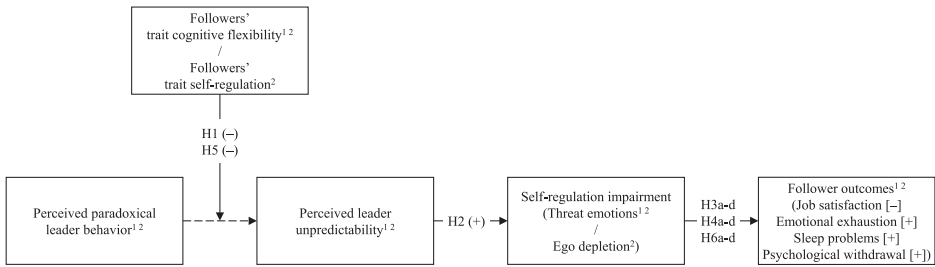 Followers'
trait cognitive flexibility¹ ²
/
Followers'
trait self-regulation²
H1 (–)
H5 (–)
Perceived paradoxical
leader behavior¹ ²
Perceived leader
unpredictability¹ ²
H2 (+)
Self-regulation impairment
(Threat emotions¹ ²
/
Ego depletion²)
H3a-d
H4a-d
H6a-d
Follower outcomes¹ ²
(Job satisfaction [–]
Emotional exhaustion [+]
Sleep problems [+]
Psychological withdrawal [+])